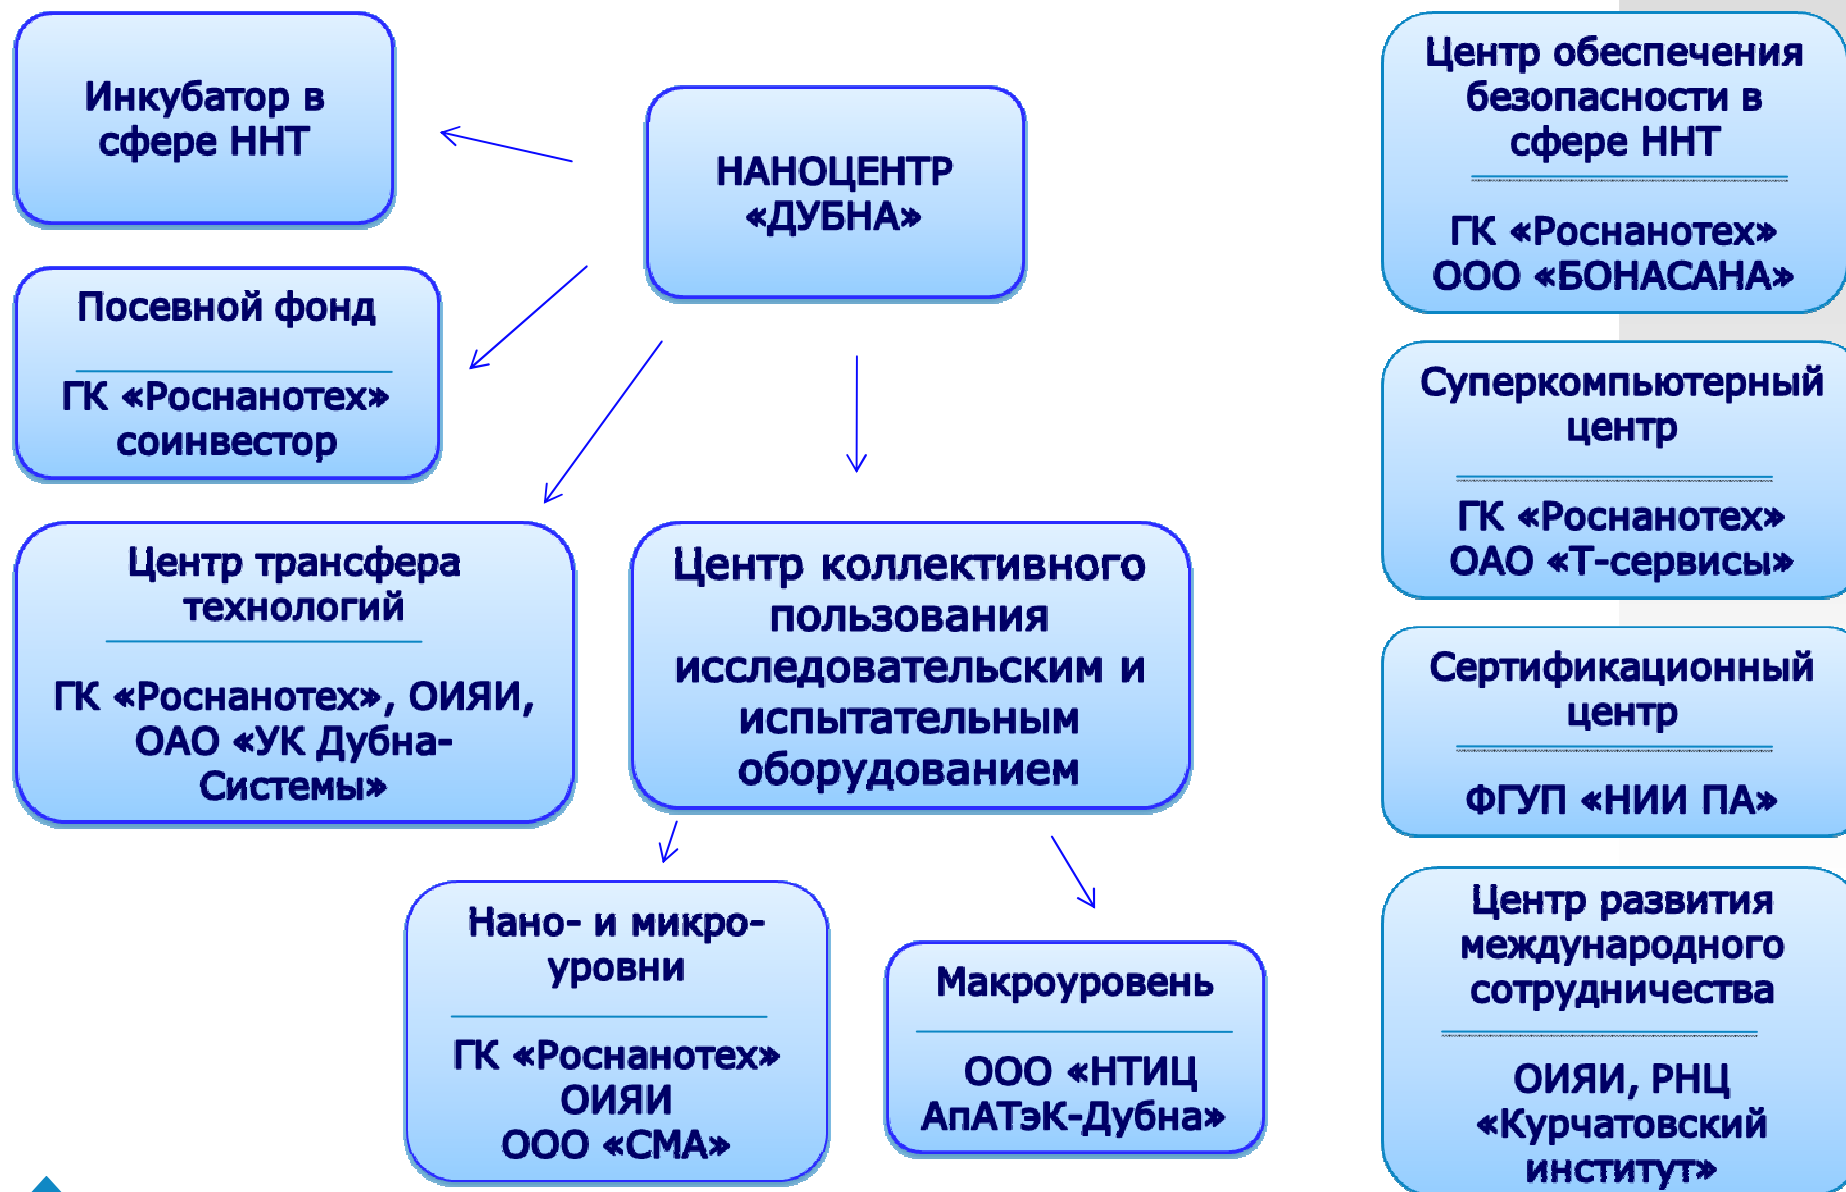 Инкубатор в
сфере ННТ
НАНОЦЕНТР
«ДУБНА»
Посевной фонд
ГК «Роснанотех»
соинвестор
Центр трансфера
технологий
ГК «Роснанотех», ОИЯИ,
ОАО «УК Дубна-
Системы»
Центр коллективного
пользования
исследовательским и
испытательным
оборудованием
Нано- и микро-
уровни
ГК «Роснанотех»
ОИЯИ
ООО «СМА»
Макроуровень
ООО «НТИЦ
АпАТэК-Дубна»
Центр обеспечения
безопасности в
сфере ННТ
ГК «Роснанотех»
ООО «БОНАСАНА»
Суперкомпьютерный
центр
ГК «Роснанотех»
ОАО «Т-сервисы»
Сертификационный
центр
ФГУП «НИИ ПА»
Центр развития
международного
сотрудничества
ОИЯИ, РНЦ
«Курчатовский
институт»